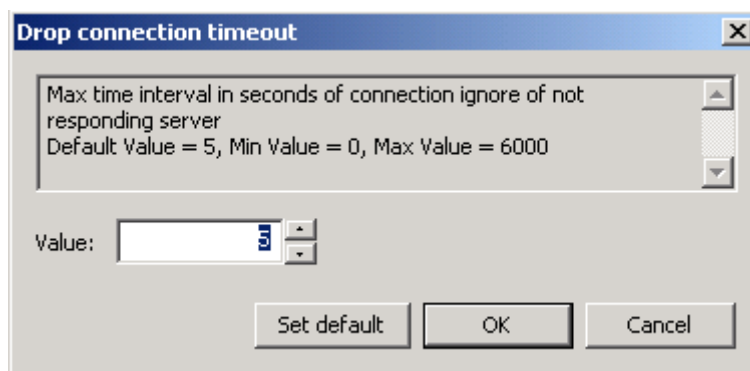 Drop connection timeout
Max time interval in seconds of connection ignore of not
responding server
Default Value = 5, Min Value = 0, Max Value = 6000
Value: 5
Set default OK Cancel